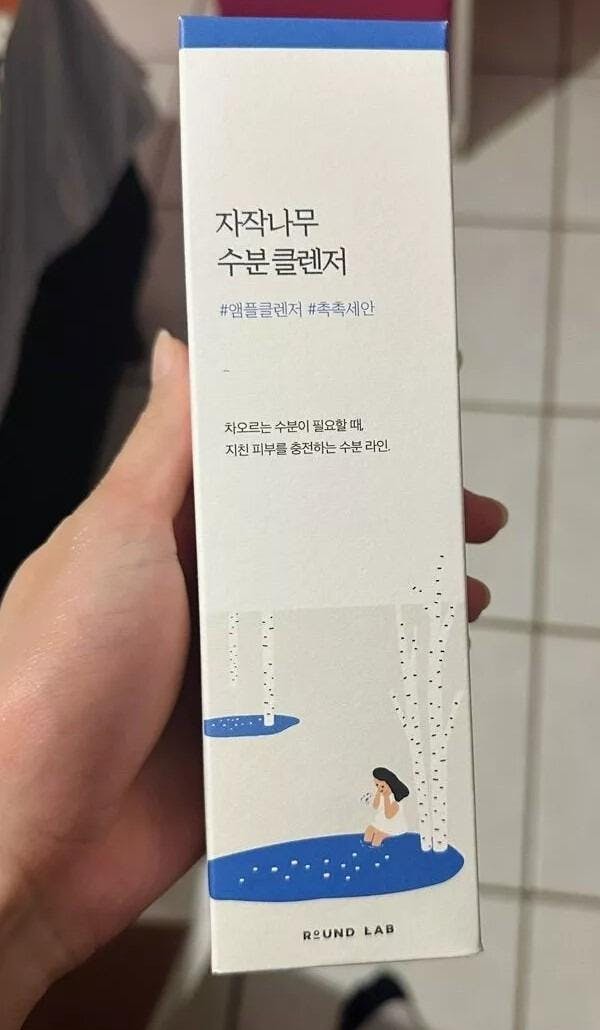 자작나무
수분 클렌저
#앰플클렌저 #촉촉세안
차오르는 수분이 필요할 때,
지친 피부를 충전하는 수분 라인.
ROUND LAB